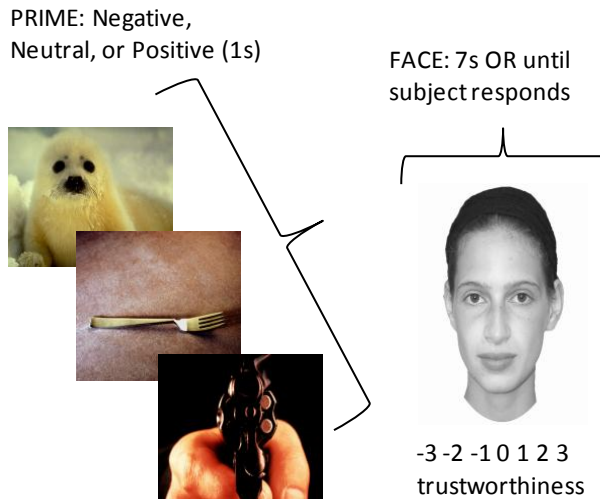 PRIME: Negative,
Neutral, or Positive (1s)
FACE: 7s OR until
subject responds
-3 -2 -1 0 1 2 3
trustworthiness